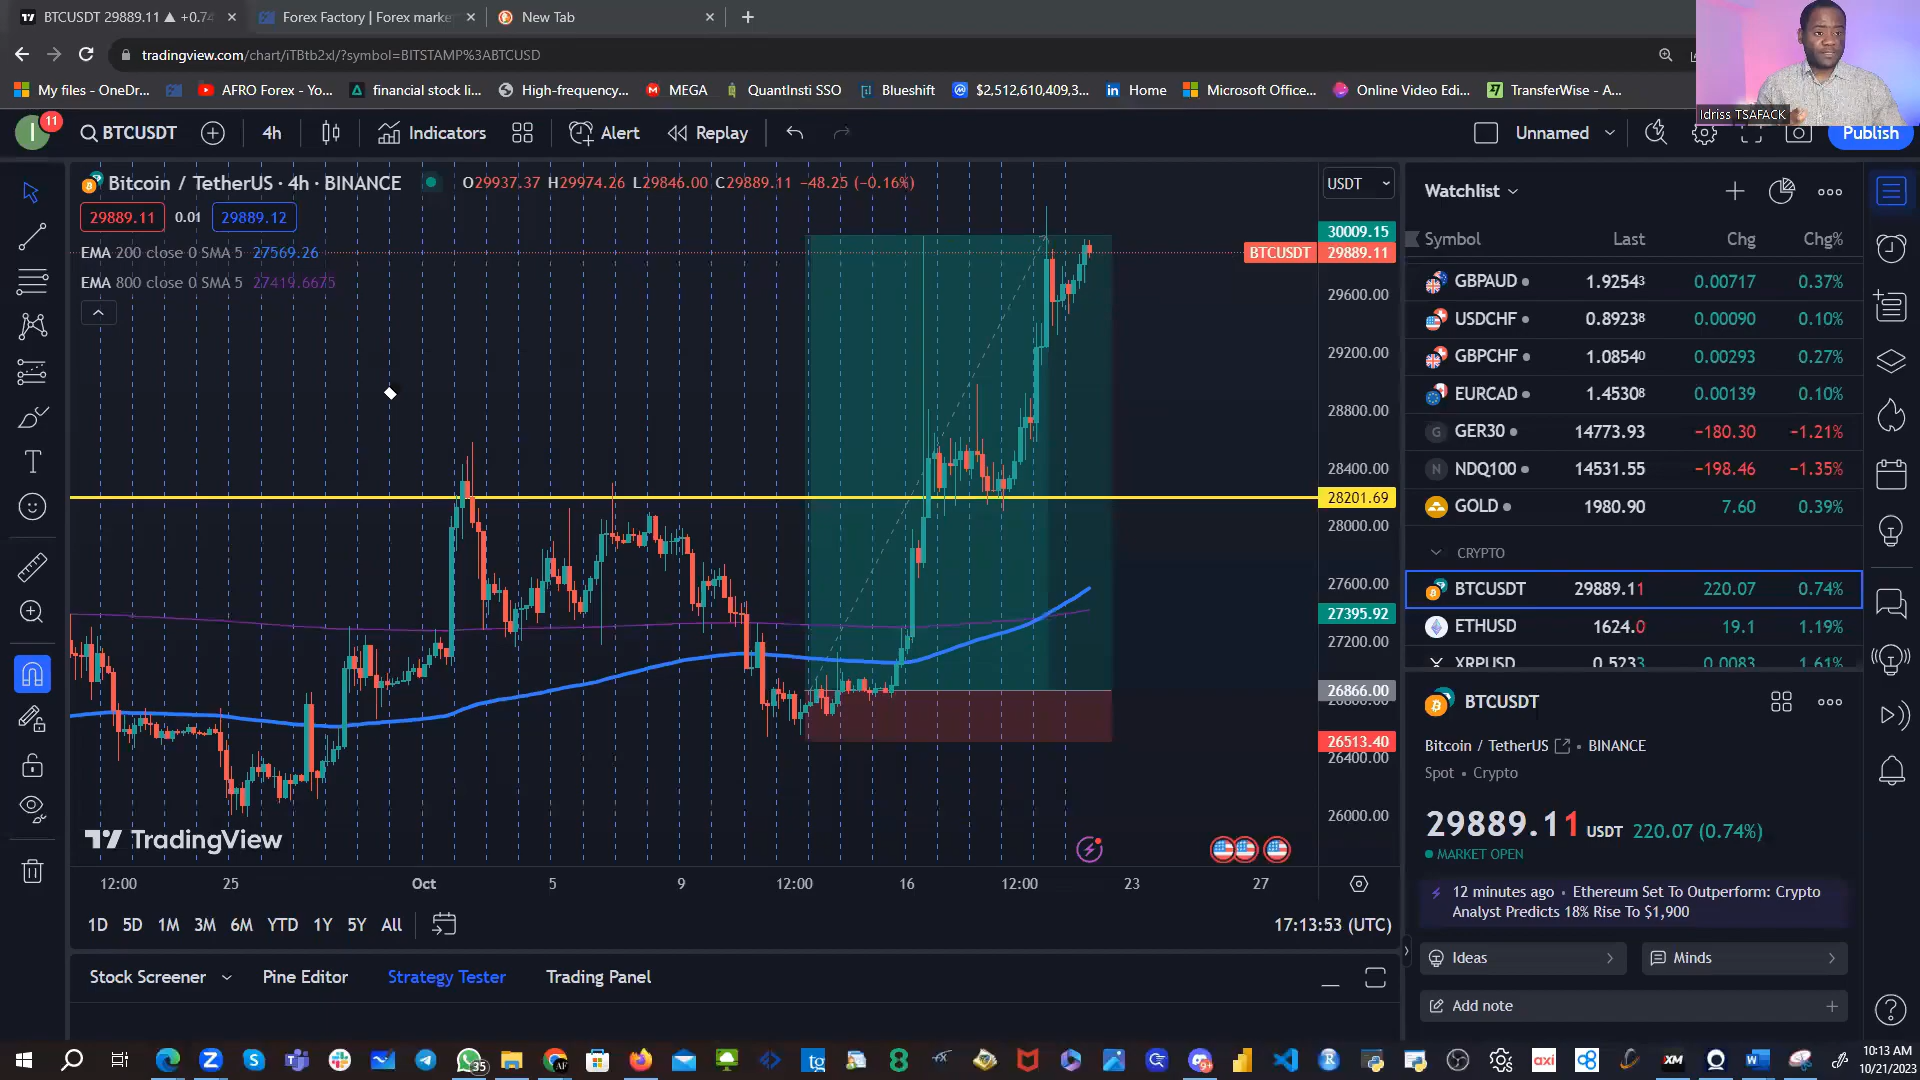 BTCUSDT 29889.11 ▲ +0.74
Forex Factory | Forex marke
New Tab
tradingview.com/chart/iTBtb2xl/?symbol=BITSTAMP%3ABTCUSD
My files - OneDr...
AFRO Forex - Yo...
financial stock li...
High-frequency...
MEGA
QuantInsti SSO
Blueshift
$2,512,610,409,3...
Home
Microsoft Office...
Online Video Edi...
TransferWise - A...
Idriss TSAFACK
I
11
BTCUSDT
4h
Indicators
Alert
Replay
Unnamed
Publish
Bitcoin / TetherUS · 4h · BINANCE
O29937.37 H29974.26 L29846.00 C29889.11 −48.25 (−0.16%)
29889.11 0.01 29889.12
EMA 200 close 0 SMA 5 27569.26
EMA 800 close 0 SMA 5 27419.6675
USDT
30009.15
BTCUSDT 29889.11
29600.00
29200.00
28800.00
28400.00
28201.69
28000.00
27600.00
27395.92
27200.00
26866.00
26513.40
26400.00
26000.00
TradingView
12:00
25
Oct
5
9
12:00
16
12:00
23
27
1D 5D 1M 3M 6M YTD 1Y 5Y All
17:13:53 (UTC)
Stock Screener
Pine Editor
Strategy Tester
Trading Panel
Watchlist
Symbol Last Chg Chg%
GBPAUD 1.92543 0.00717 0.37%
USDCHF 0.89238 0.00090 0.10%
GBPCHF 1.08540 0.00293 0.27%
EURCAD 1.45308 0.00139 0.10%
GER30 14773.93 −180.30 −1.21%
NDQ100 14531.55 −198.46 −1.35%
GOLD 1980.90 7.60 0.39%
CRYPTO
BTCUSDT 29889.11 220.07 0.74%
ETHUSD 1624.0 19.1 1.19%
XRPUSD 0.5233 0.0083 1.61%
BTCUSDT
Bitcoin / TetherUS • BINANCE
Spot • Crypto
29889.11 USDT 220.07 (0.74%)
MARKET OPEN
12 minutes ago • Ethereum Set To Outperform: Crypto
Analyst Predicts 18% Rise To $1,900
Ideas
Minds
Add note
35
10:13 AM
10/21/2023